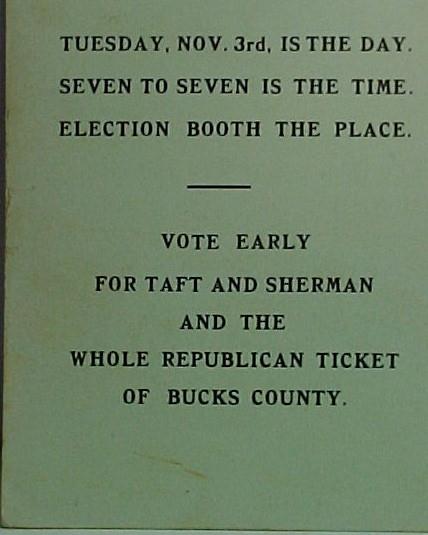 TUESDAY, NOV. 3rd, IS THE DAY.
SEVEN TO SEVEN IS THE TIME.
ELECTION BOOTH THE PLACE.
VOTE EARLY
FOR TAFT AND SHERMAN
AND THE
WHOLE REPUBLICAN TICKET
OF BUCKS COUNTY.